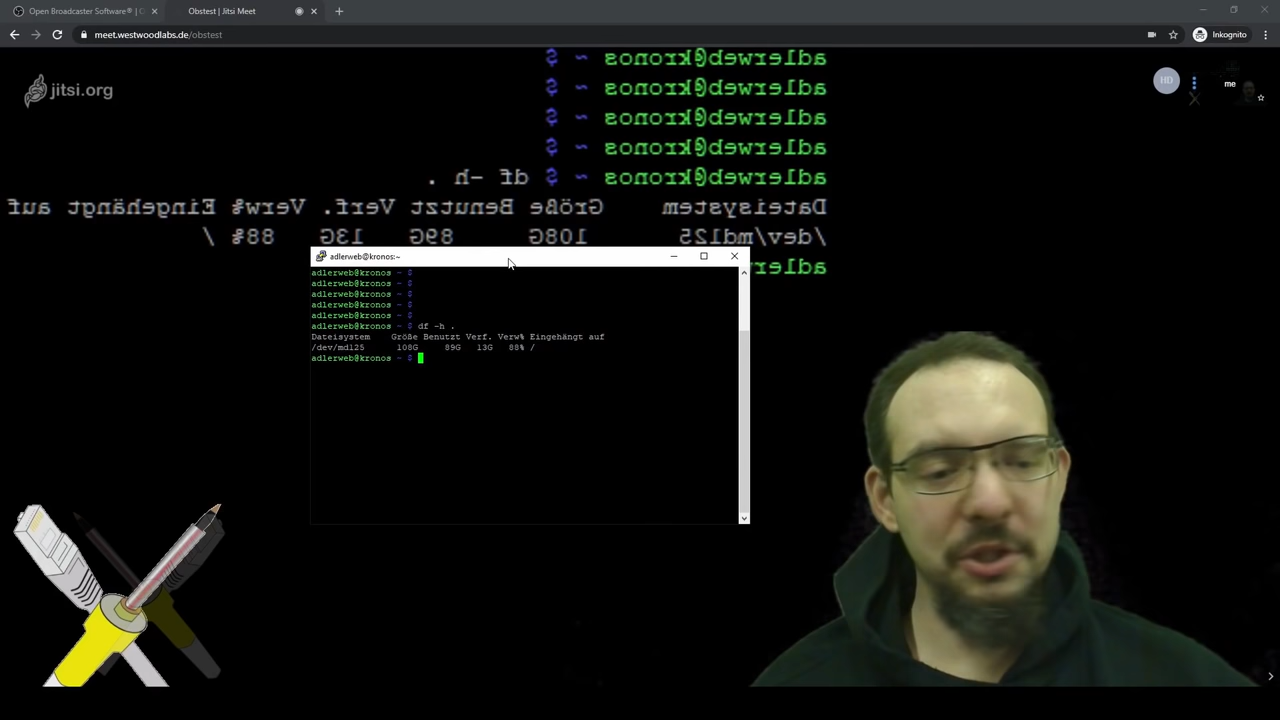 Open Broadcaster Software® | O
Obstest | Jitsi Meet
meet.westwoodlabs.de/obstest
Inkognito
jitsi.org
HD
me
adlerweb@kronos ~ $
adlerweb@kronos ~ $
adlerweb@kronos ~ $
adlerweb@kronos ~ $
adlerweb@kronos ~ $ df -h .
Dateisystem Größe Benutzt Verf. Verw% Eingehängt auf
/dev/md125 108G 89G 13G 88% /
adlerw
adlerweb@kronos:~
adlerweb@kronos ~ $
adlerweb@kronos ~ $
adlerweb@kronos ~ $
adlerweb@kronos ~ $
adlerweb@kronos ~ $
adlerweb@kronos ~ $ df -h .
Dateisystem Größe Benutzt Verf. Verw% Eingehängt auf
/dev/md125 108G 89G 13G 88% /
adlerweb@kronos ~ $